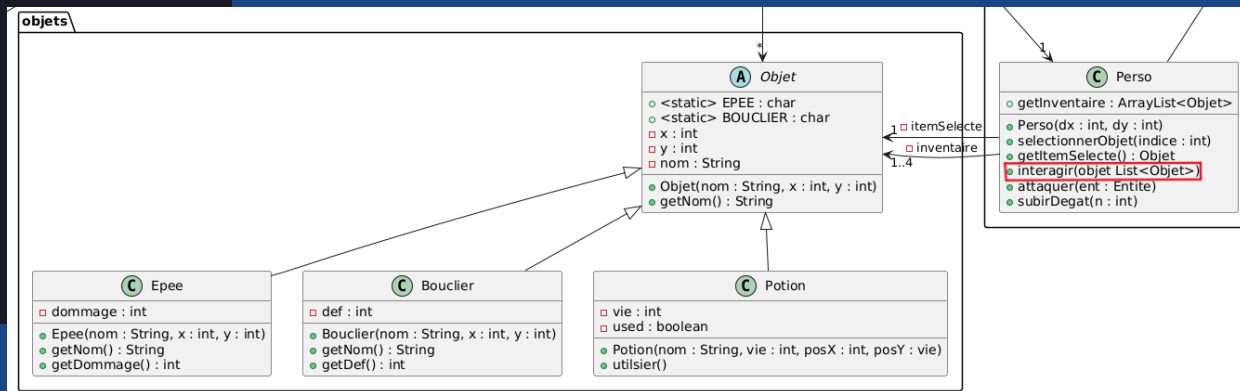 objets
*
A Objet
<static> EPEE : char
<static> BOUCLIER : char
x : int
y : int
nom : String
Objet(nom : String, x : int, y : int)
getNom() : String
1
itemSelecte
inventaire
1..4
1
C Perso
getInventaire : ArrayList<Objet>
Perso(dx : int, dy : int)
selectionnerObjet(indice : int)
getItemSelecte() : Objet
interagir(objet List<Objet>)
attaquer(ent : Entite)
subirDegat(n : int)
C Epee
dommage : int
Epee(nom : String, x : int, y : int)
getNom() : String
getDommage() : int
C Bouclier
def : int
Bouclier(nom : String, x : int, y : int)
getNom() : String
getDef() : int
C Potion
vie : int
used : boolean
Potion(nom : String, vie : int, posX : int, posY : vie)
utilsier()